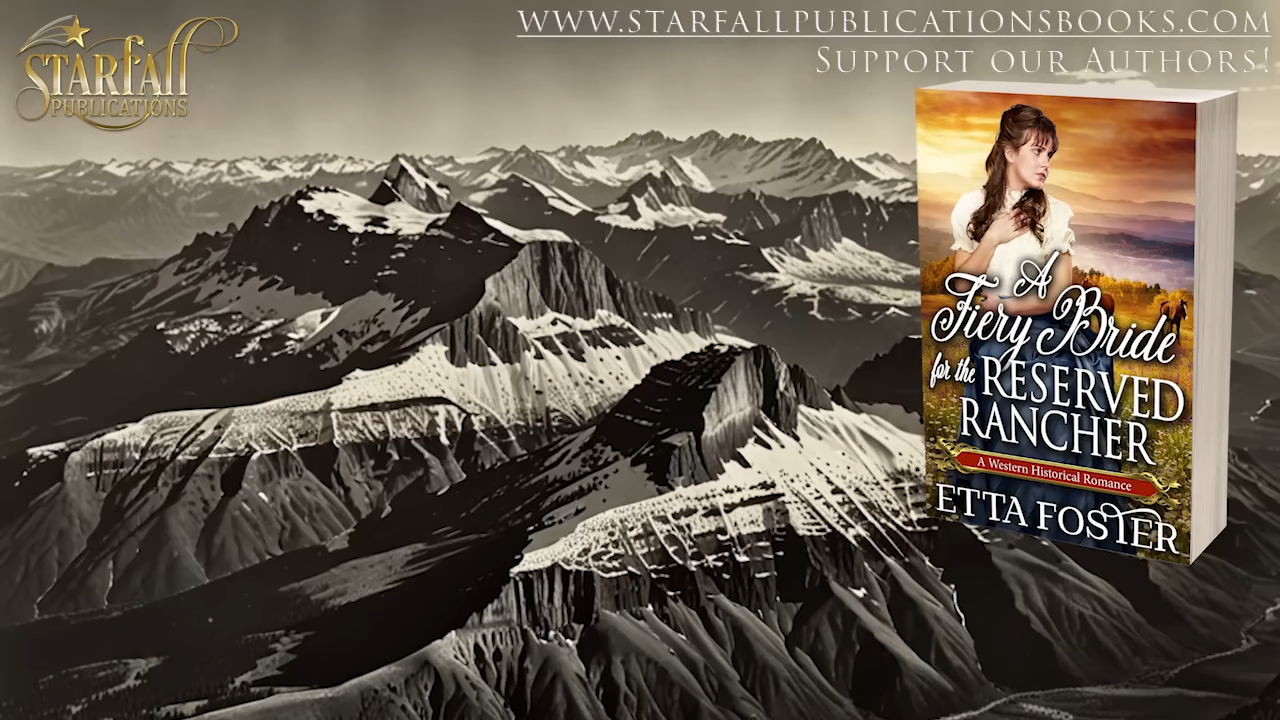 STARFALL
PUBLICATIONS
WWW.STARFALLPUBLICATIONSBOOKS.COM
SUPPORT OUR AUTHORS!
A
Fiery Bride
for the RESERVED
RANCHER
A Western Historical Romance
ETTA FOSTER